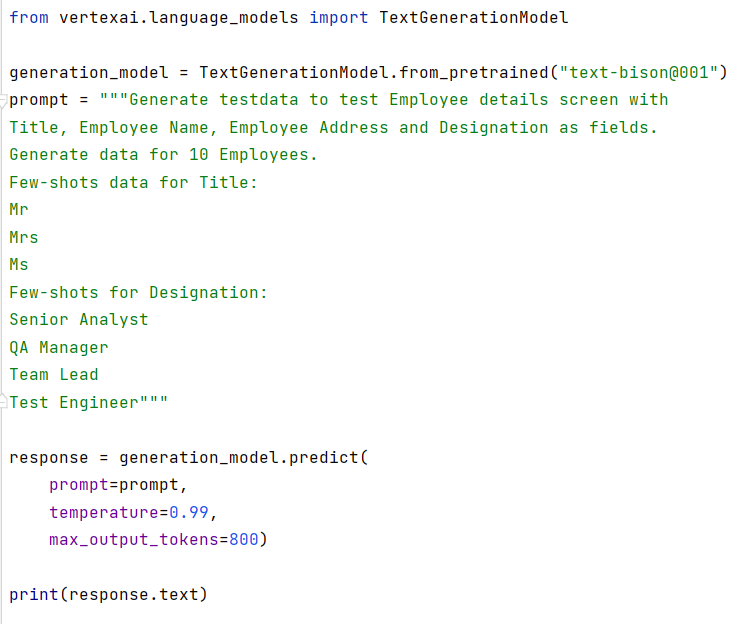 from vertexai.language_models import TextGenerationModel
generation_model = TextGenerationModel.from_pretrained("text-bison@001")
prompt = """Generate testdata to test Employee details screen with
Title, Employee Name, Employee Address and Designation as fields.
Generate data for 10 Employees.
Few-shots data for Title:
Mr
Mrs
Ms
Few-shots for Designation:
Senior Analyst
QA Manager
Team Lead
Test Engineer"""
response = generation_model.predict(
    prompt=prompt,
    temperature=0.99,
    max_output_tokens=800)
print(response.text)